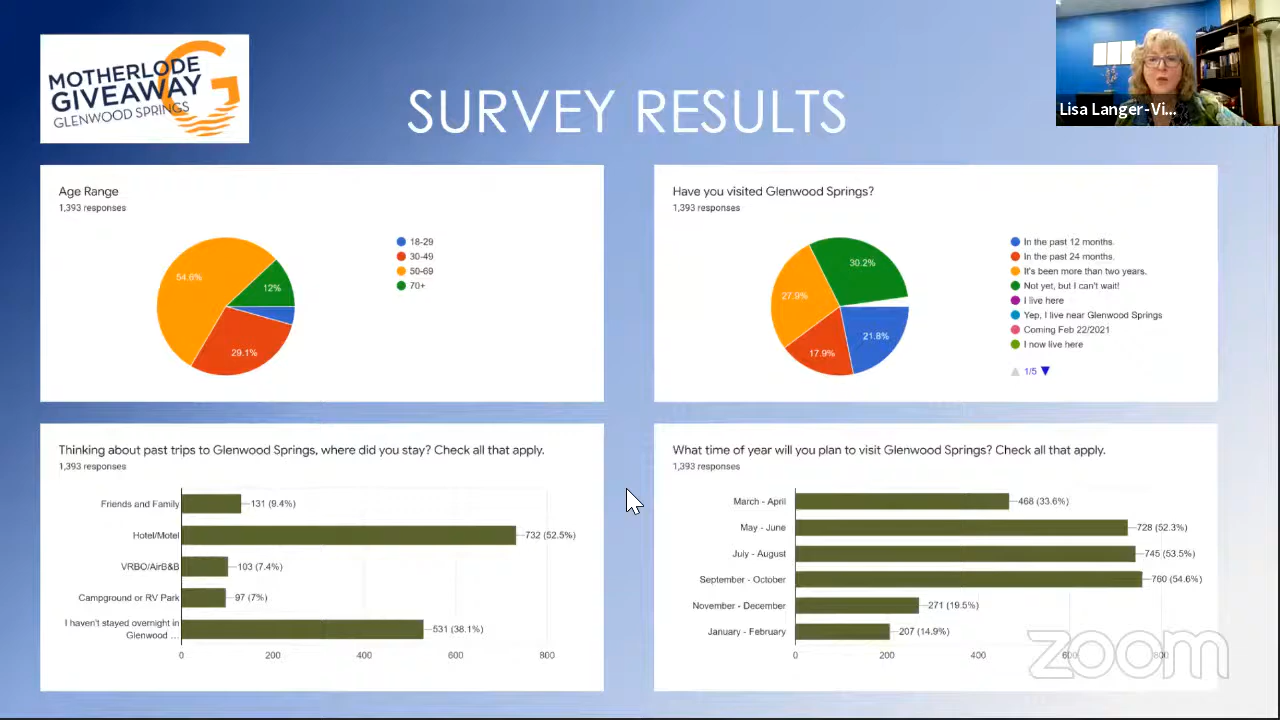 MOTHERLODE
GIVEAWAY
GLENWOOD SPRINGS
SURVEY RESULTS
Lisa Langer-Vi...
Age Range
1,393 responses
54.6%
12%
29.1%
18-29
30-49
50-69
70+
Have you visited Glenwood Springs?
1,393 responses
30.2%
27.9%
21.8%
17.9%
In the past 12 months.
In the past 24 months.
It's been more than two years.
Not yet, but I can't wait!
I live here
Yep, I live near Glenwood Springs
Coming Feb 22/2021
I now live here
1/5
Thinking about past trips to Glenwood Springs, where did you stay? Check all that apply.
1,393 responses
Friends and Family 131 (9.4%)
Hotel/Motel 732 (52.5%)
VRBO/AirB&B 103 (7.4%)
Campground or RV Park 97 (7%)
I haven't stayed overnight in
Glenwood ... 531 (38.1%)
0 200 400 600 800
What time of year will you plan to visit Glenwood Springs? Check all that apply.
1,393 responses
March - April 468 (33.6%)
May - June 728 (52.3%)
July - August 745 (53.5%)
September - October 760 (54.6%)
November - December 271 (19.5%)
January - February 207 (14.9%)
0 200 400 600 800
zoom